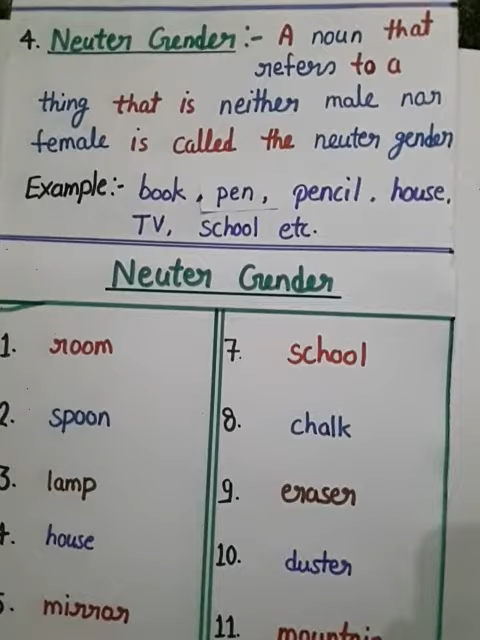 4. Neuter Gender :- A noun that
refers to a
thing that is neither male nor
female is called the neuter gender
Example:- book, pen, pencil, house,
TV, school etc.
Neuter Gender
1. room
2. spoon
3. lamp
4. house
5. mirror
7. school
8. chalk
9. eraser
10. duster
11. mountain